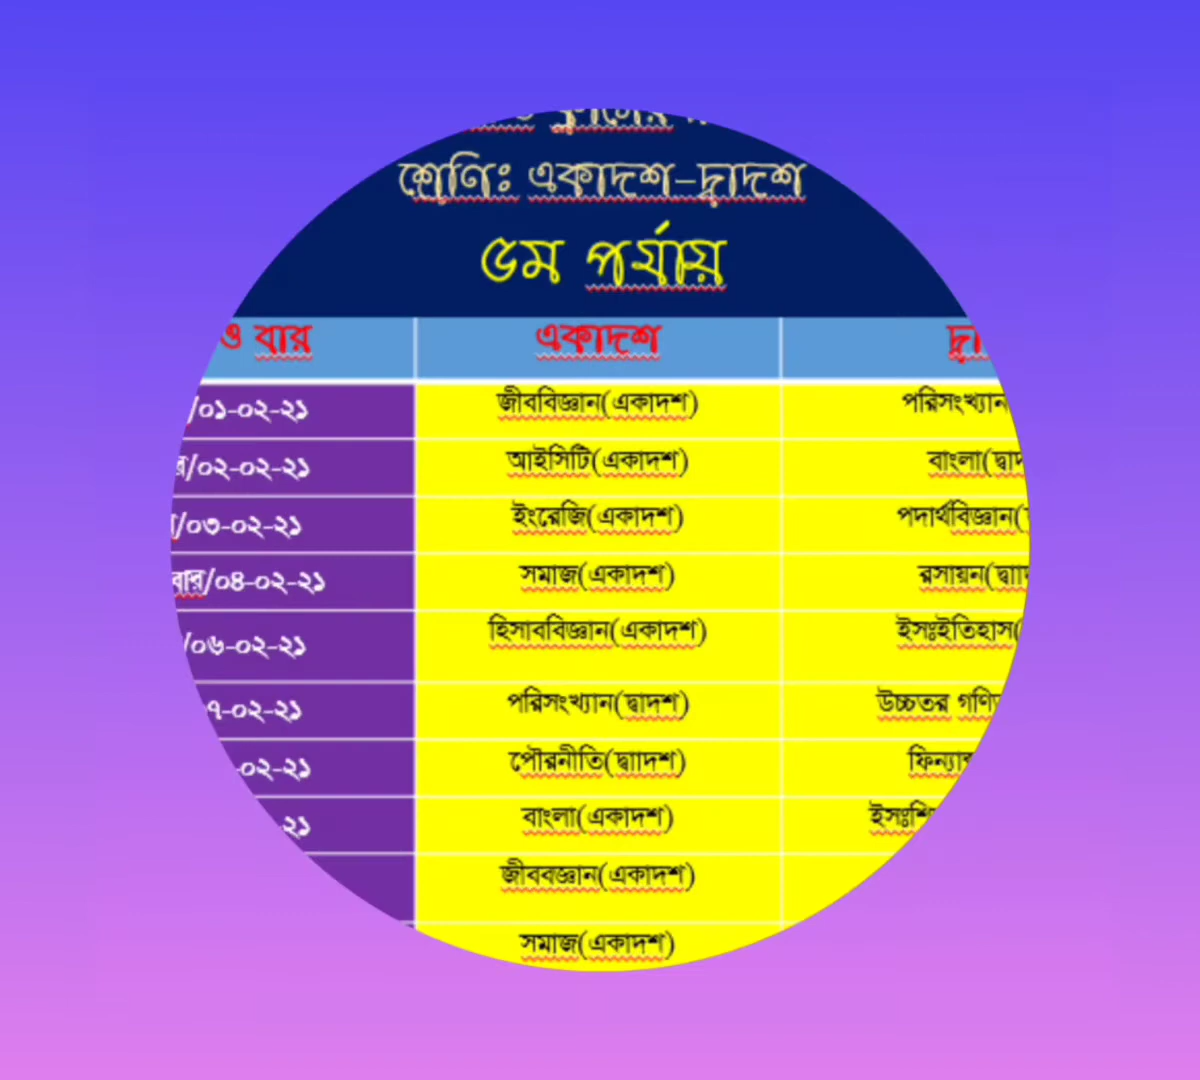 শ্রেণিঃ একাদশ-দ্বাদশ
৫ম পর্যায়
ও বার একাদশ
/০১-০২-২১ জীববিজ্ঞান(একাদশ) পরিসংখ্যান
/০২-০২-২১ আইসিটি(একাদশ) বাংলা(দ্বাদ
/০৩-০২-২১ ইংরেজি(একাদশ) পদার্থবিজ্ঞান(
বার/০৪-০২-২১ সমাজ(একাদশ) রসায়ন(দ্বাা
/০৬-০২-২১ হিসাববিজ্ঞান(একাদশ) ইসঃইতিহাস(
৭-০২-২১ পরিসংখ্যান(দ্বাদশ) উচ্চতর গণি
-০২-২১ পৌরনীতি(দ্বাাদশ) ফিন্যা
-২১ বাংলা(একাদশ) ইসঃশি
জীববজ্ঞান(একাদশ)
সমাজ(একাদশ)